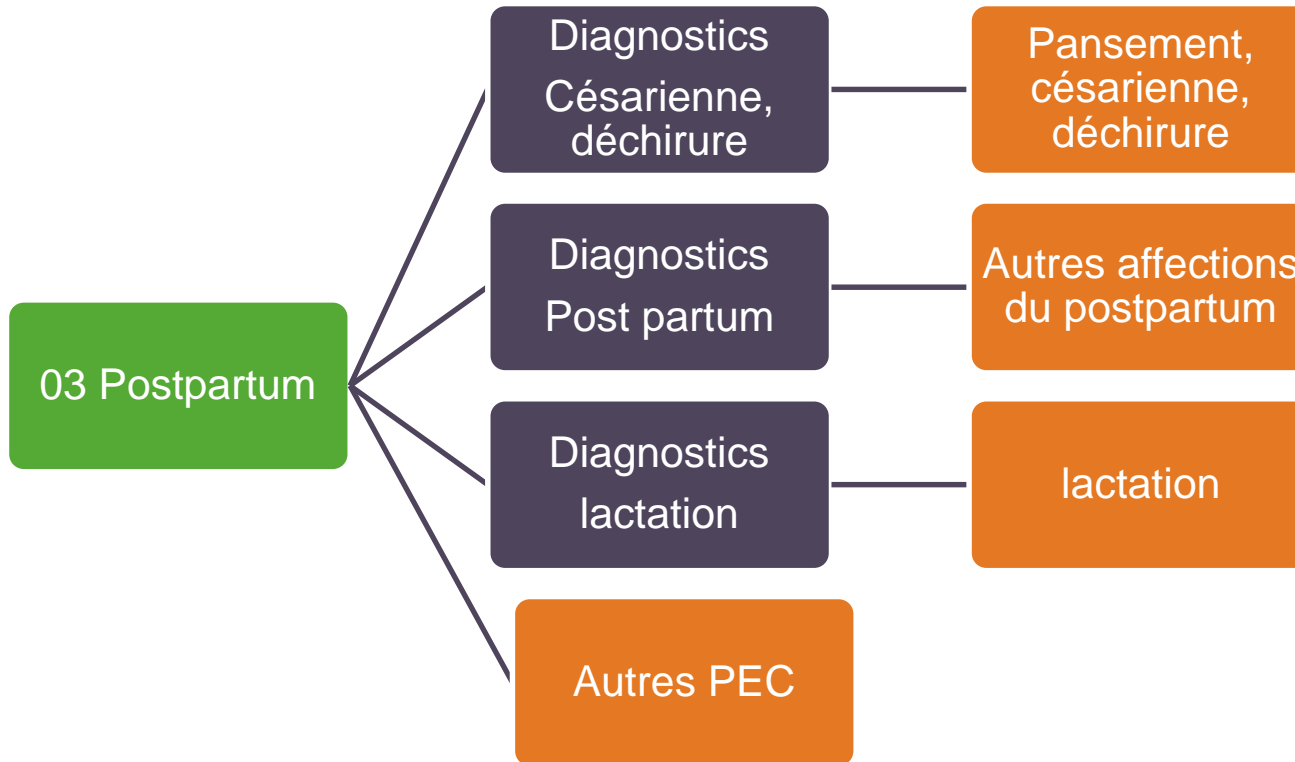 03 Postpartum
Diagnostics
Césarienne,
déchirure
Pansement,
césarienne,
déchirure
Diagnostics
Post partum
Autres affections
du postpartum
Diagnostics
lactation
lactation
Autres PEC